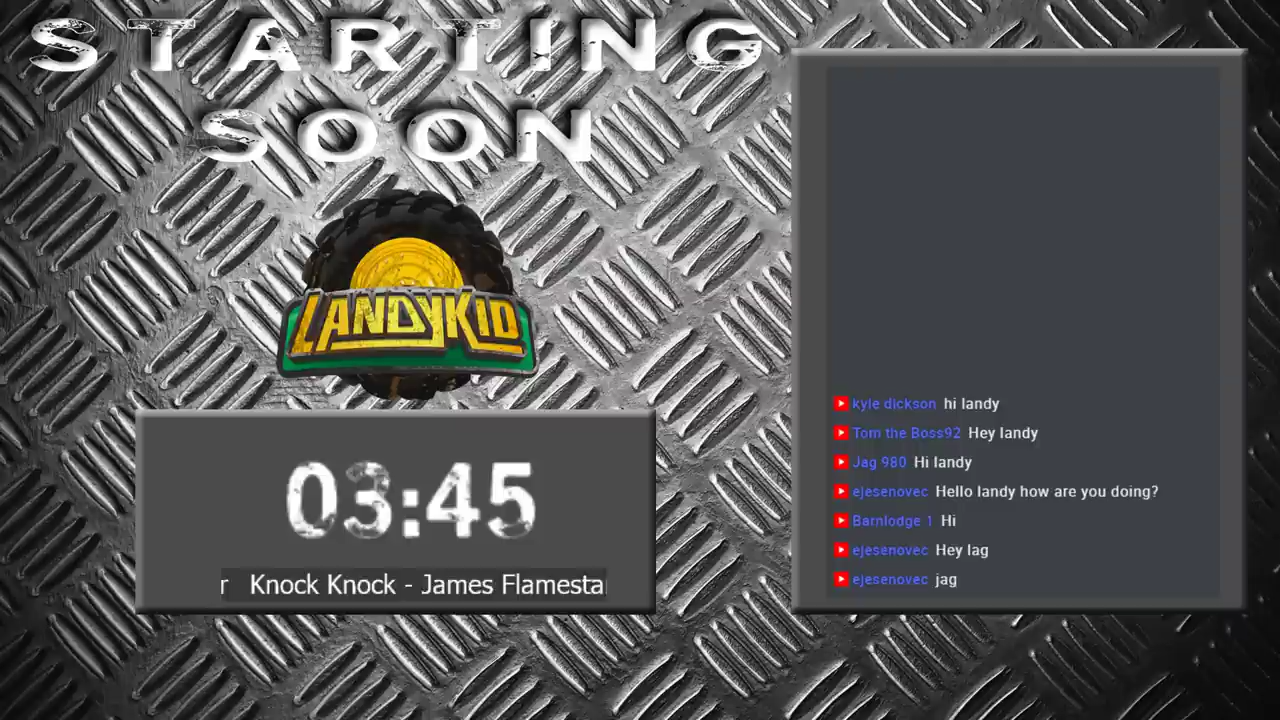 STARTING
SOON
LANDYKID
03:45
r Knock Knock - James Flamesta
kyle dickson hi landy
Tom the Boss92 Hey landy
Jag 980 Hi landy
ejesenovec Hello landy how are you doing?
Barnlodge 1 Hi
ejesenovec Hey lag
ejesenovec jag